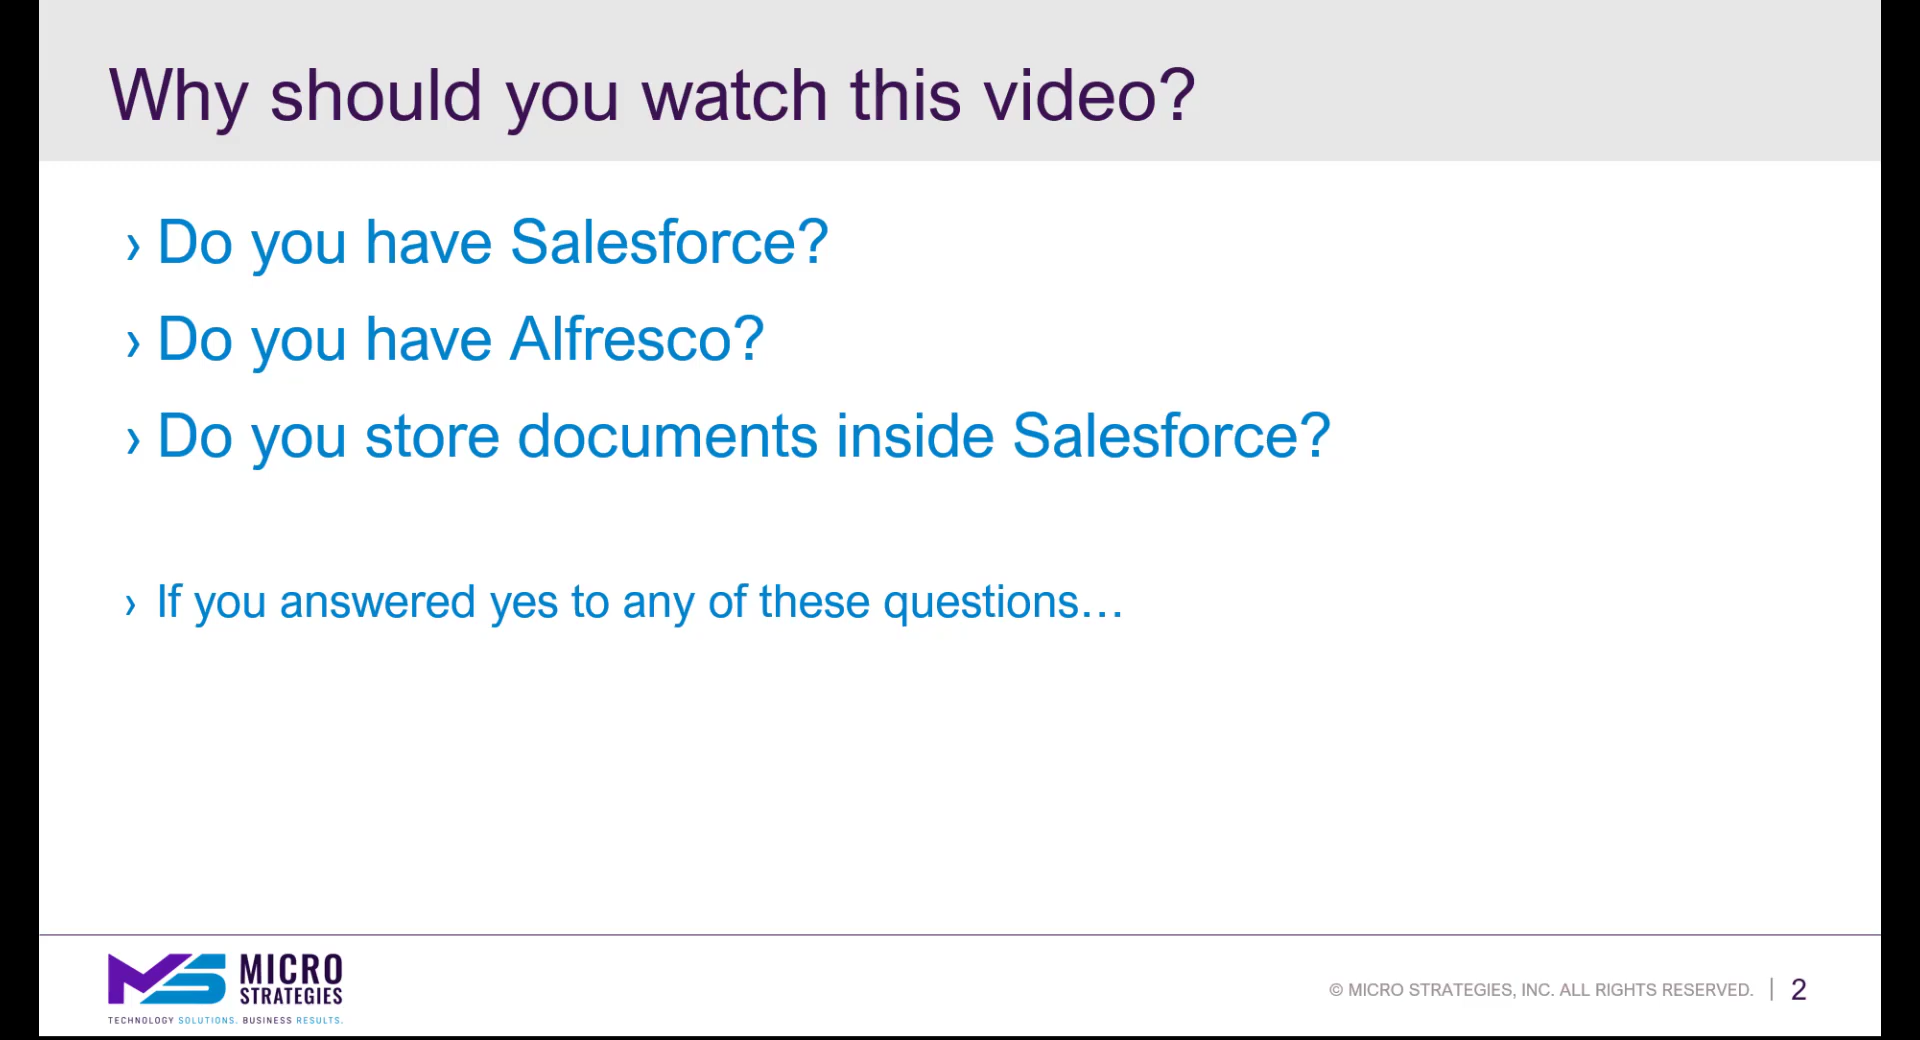 Why should you watch this video?
› Do you have Salesforce?
› Do you have Alfresco?
› Do you store documents inside Salesforce?
› If you answered yes to any of these questions…
MS MICRO
STRATEGIES
TECHNOLOGY SOLUTIONS. BUSINESS RESULTS.
© MICRO STRATEGIES, INC. ALL RIGHTS RESERVED. | 2